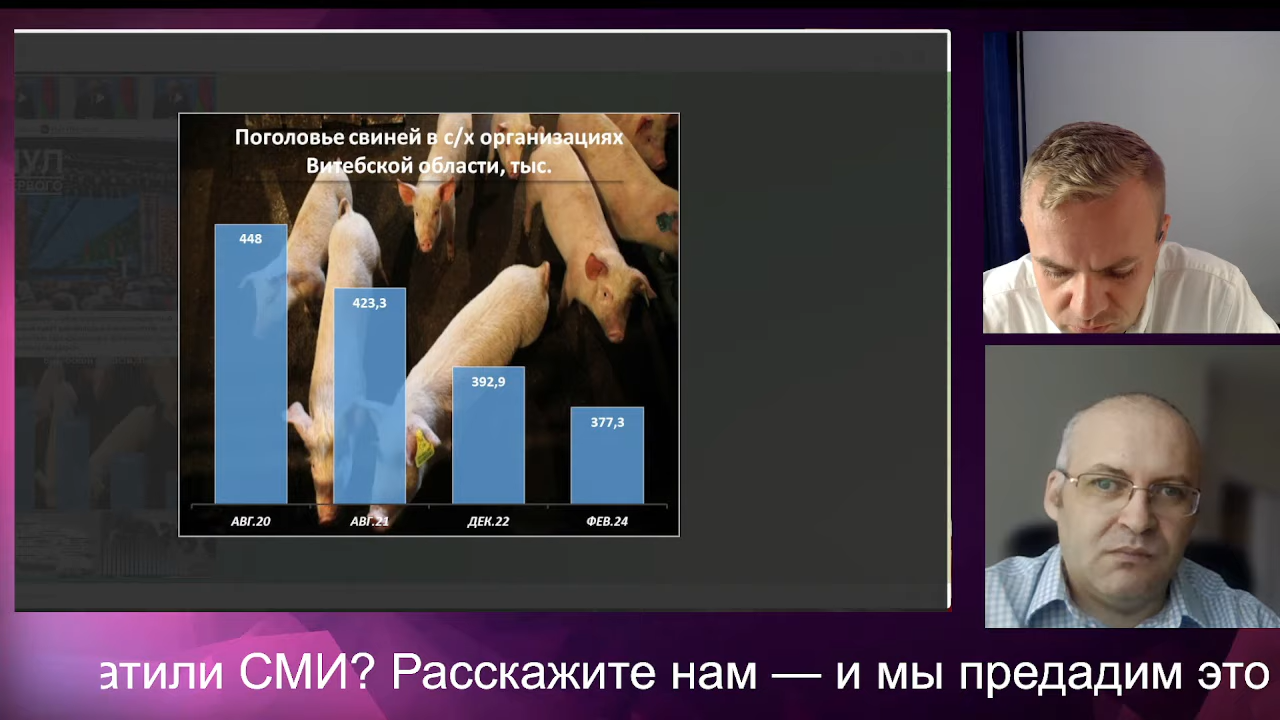 Поголовье свиней в с/х организациях
Витебской области, тыс.
448
423,3
392,9
377,3
АВГ.20
АВГ.21
ДЕК.22
ФЕВ.24
атили СМИ? Расскажите нам — и мы предадим это